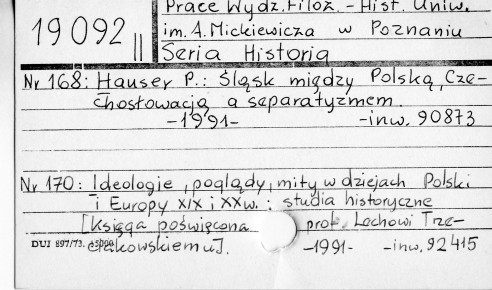 Prace Wydz. Filoz. - Hist. Uniw.
19092 II im. A. Mickiewicza w Poznaniu
Seria Historia
Nr 168: Hauser P.: Śląsk między Polską, Cze-
chosłowacją a separatyzmem.
-1991- -inw. 90873
Nr 170: Ideologie, poglądy, mity w dziejach Polski
i Europy XIX i XX w. : studia historyczne
[Księga poświęcona prof. Lechowi Trze-
DUJ 897/73. 15000 ciakowskiemu]. -1991- -inw. 92415